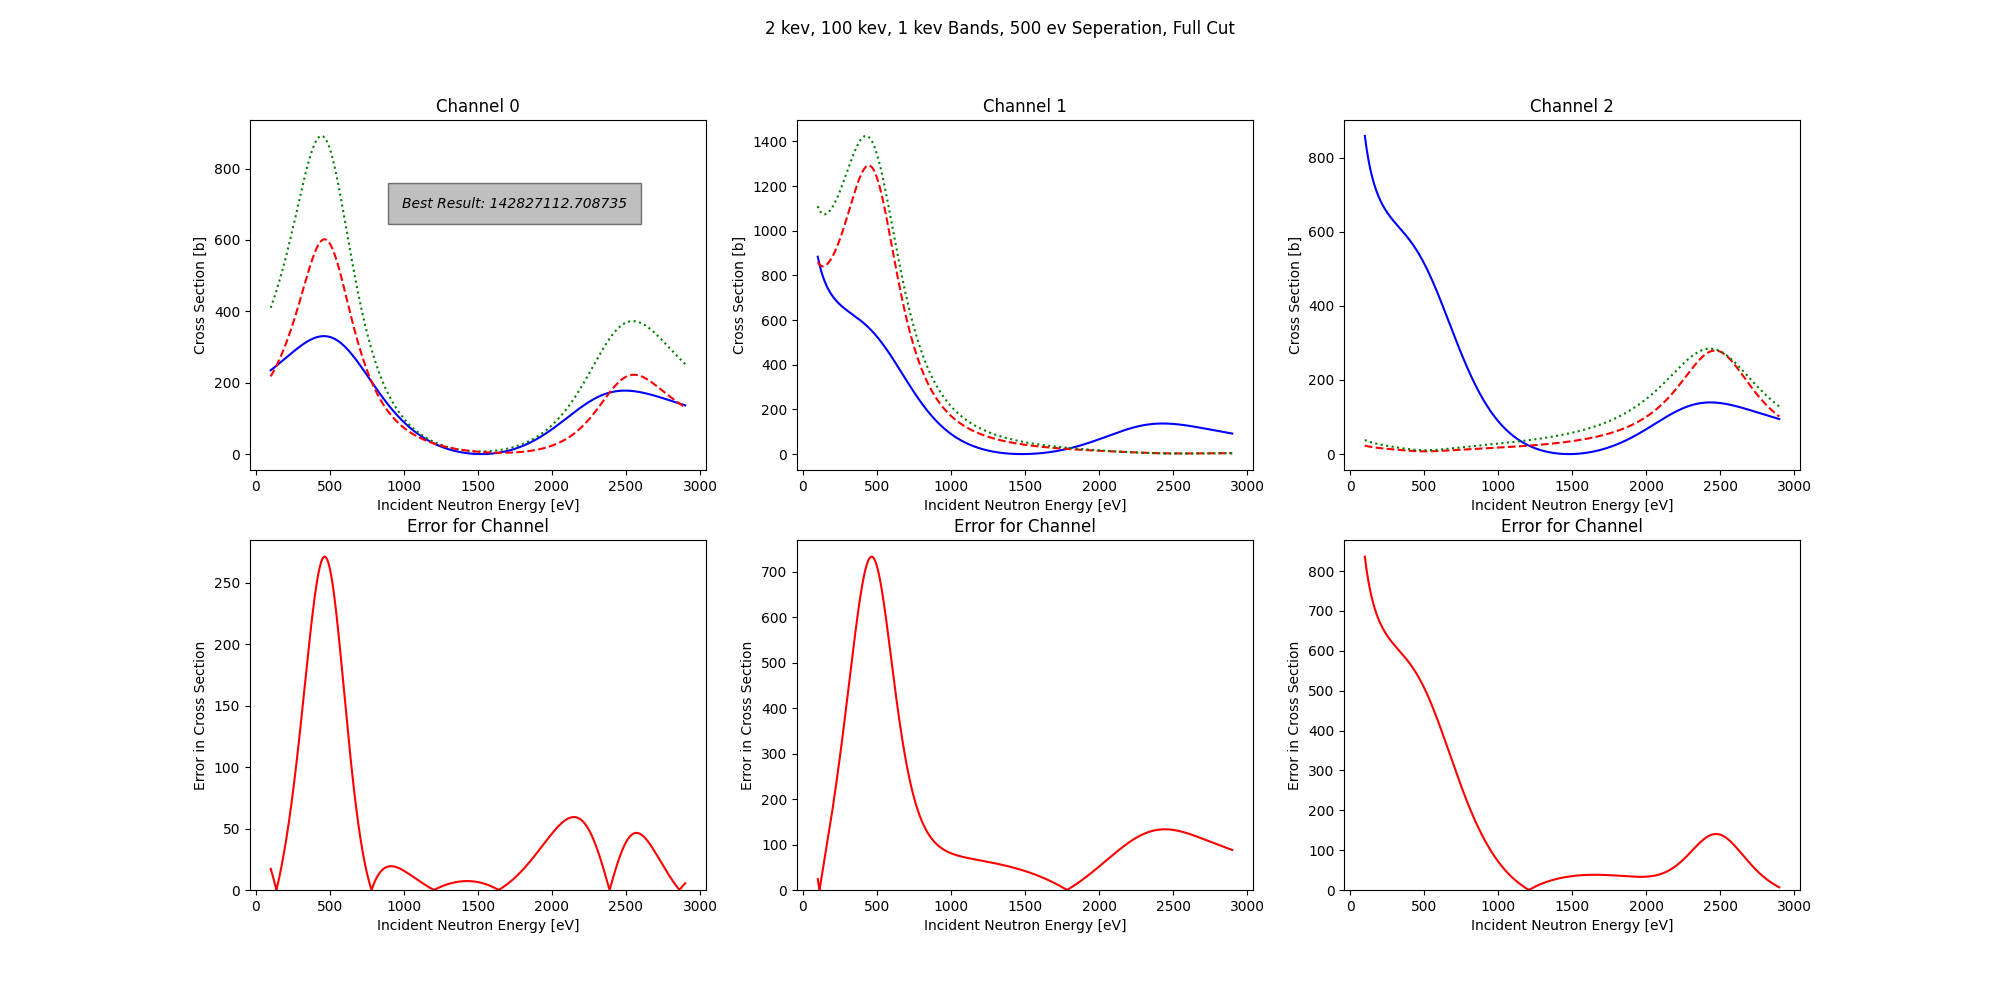 2 kev, 100 kev, 1 kev Bands, 500 ev Seperation, Full Cut
Channel 0
Cross Section [b]
800
600
400
200
0
Best Result: 142827112.708735
0 500 1000 1500 2000 2500 3000
Incident Neutron Energy [eV]
Channel 1
Cross Section [b]
1400
1200
1000
800
600
400
200
0
0 500 1000 1500 2000 2500 3000
Incident Neutron Energy [eV]
Channel 2
Cross Section [b]
800
600
400
200
0
0 500 1000 1500 2000 2500 3000
Incident Neutron Energy [eV]
Error for Channel
Error in Cross Section
250
200
150
100
50
0
0 500 1000 1500 2000 2500 3000
Incident Neutron Energy [eV]
Error for Channel
Error in Cross Section
700
600
500
400
300
200
100
0
0 500 1000 1500 2000 2500 3000
Incident Neutron Energy [eV]
Error for Channel
Error in Cross Section
800
700
600
500
400
300
200
100
0
0 500 1000 1500 2000 2500 3000
Incident Neutron Energy [eV]